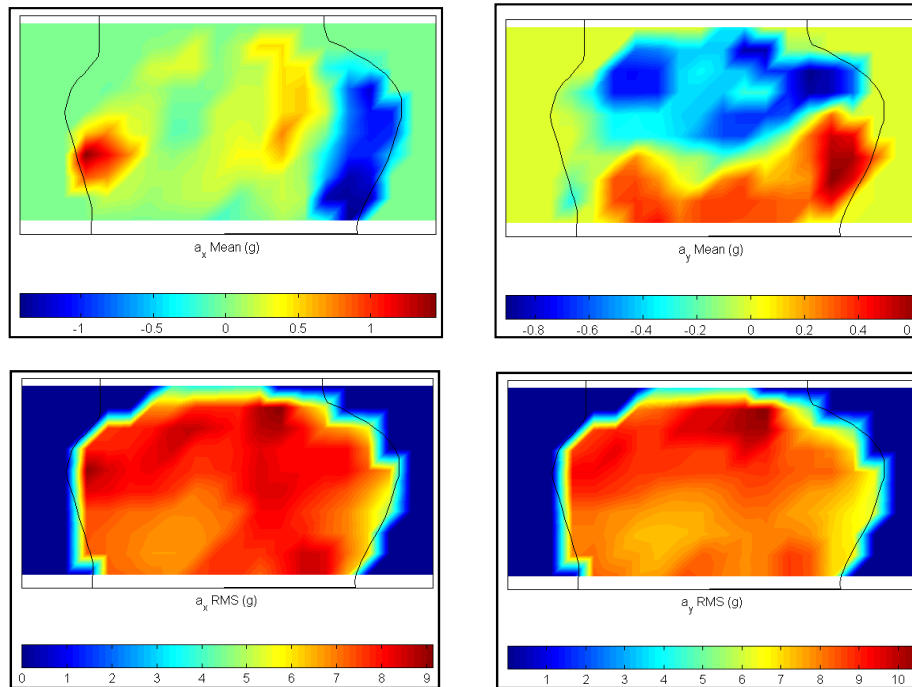 a_x Mean (g)
-1 -0.5 0 0.5 1
a_y Mean (g)
-0.8 -0.6 -0.4 -0.2 0 0.2 0.4 0.
a_x RMS (g)
0 1 2 3 4 5 6 7 8 9
a_y RMS (g)
1 2 3 4 5 6 7 8 9 10